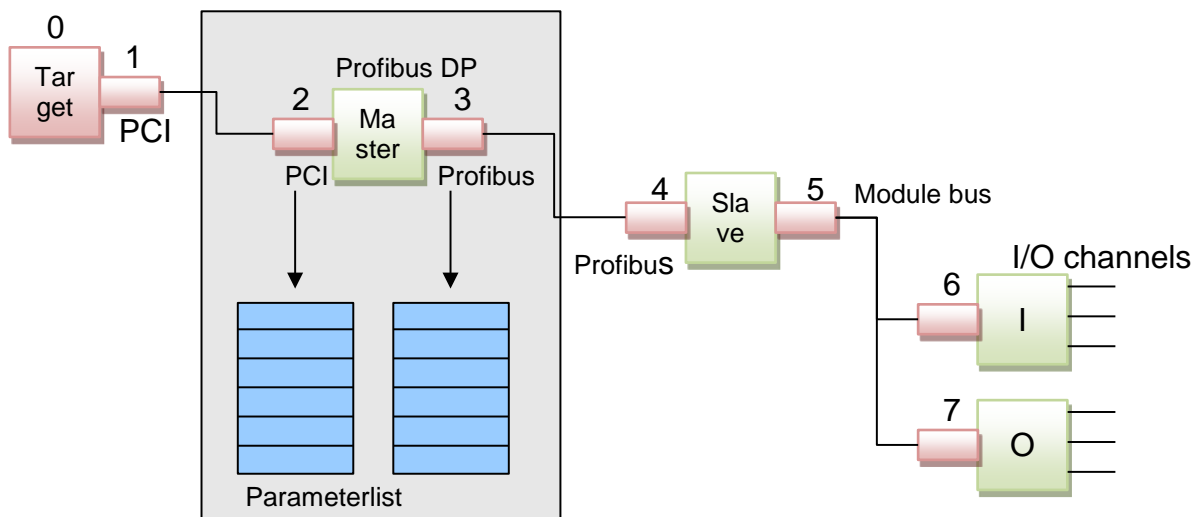 0
1
Tar
get
PCI
Profibus DP
2
3
Ma
ster
PCI
Profibus
4
5
Sla
ve
Module bus
Profibus
I/O channels
6
I
7
O
Parameterlist